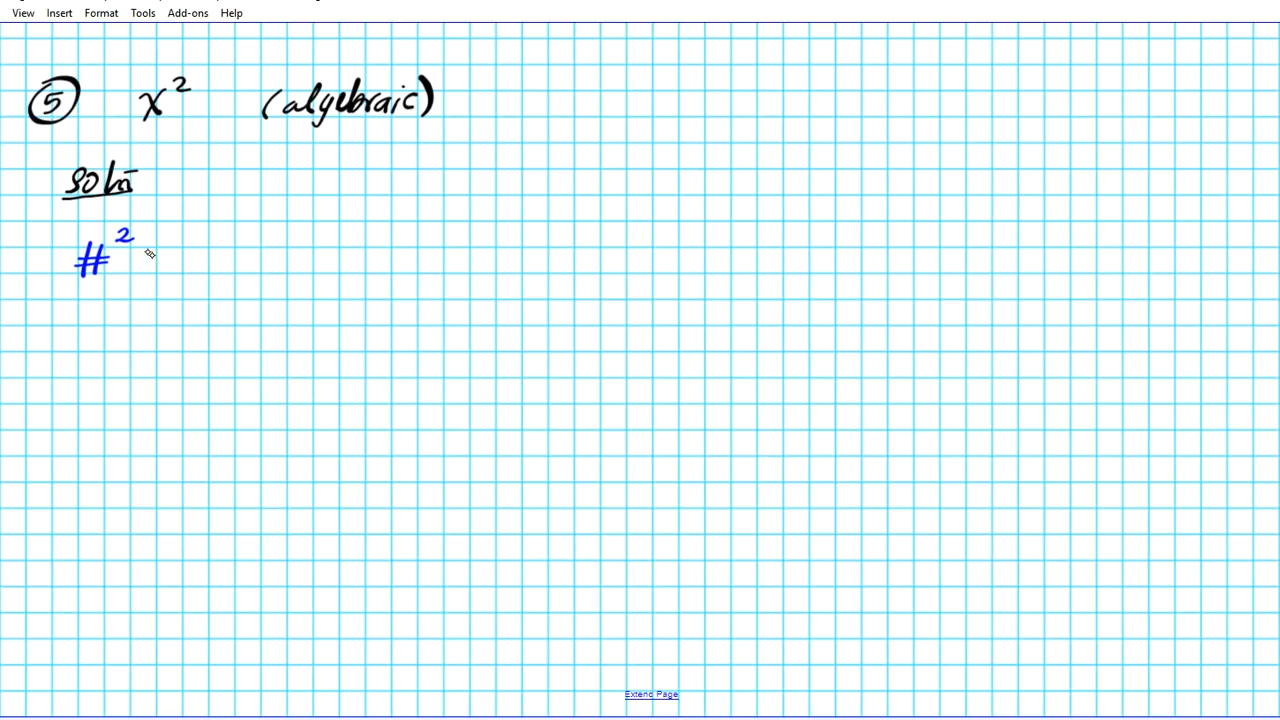 View Insert Format Tools Add-ons Help
5 x² (algebraic)
soln
#²
Extend Page